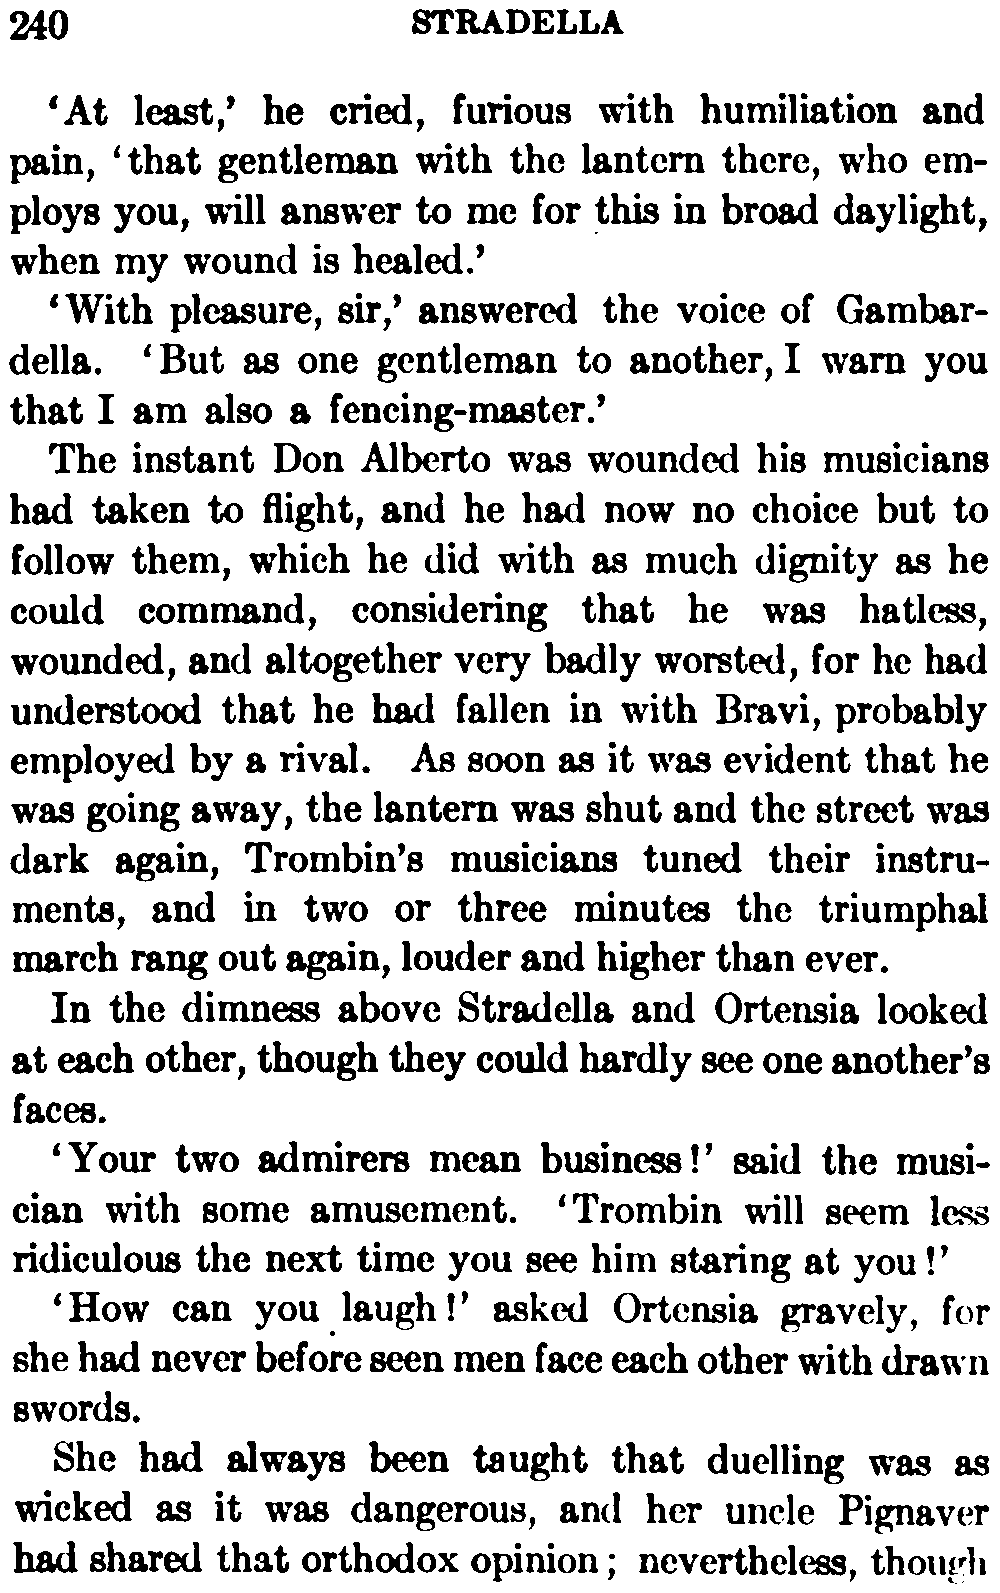 240 STRADELLA
‘At least,’ he cried, furious with humiliation and
pain, ‘that gentleman with the lantern there, who em-
ploys you, will answer to me for this in broad daylight,
when my wound is healed.’
‘With pleasure, sir,’ answered the voice of Gambar-
della. ‘But as one gentleman to another, I warn you
that I am also a fencing-master.’
The instant Don Alberto was wounded his musicians
had taken to flight, and he had now no choice but to
follow them, which he did with as much dignity as he
could command, considering that he was hatless,
wounded, and altogether very badly worsted, for he had
understood that he had fallen in with Bravi, probably
employed by a rival. As soon as it was evident that he
was going away, the lantern was shut and the street was
dark again, Trombin’s musicians tuned their instru-
ments, and in two or three minutes the triumphal
march rang out again, louder and higher than ever.
In the dimness above Stradella and Ortensia looked
at each other, though they could hardly see one another’s
faces.
‘Your two admirers mean business!’ said the musi-
cian with some amusement. ‘Trombin will seem less
ridiculous the next time you see him staring at you!’
‘How can you laugh!’ asked Ortensia gravely, for
she had never before seen men face each other with drawn
swords.
She had always been taught that duelling was as
wicked as it was dangerous, and her uncle Pignaver
had shared that orthodox opinion; nevertheless, though